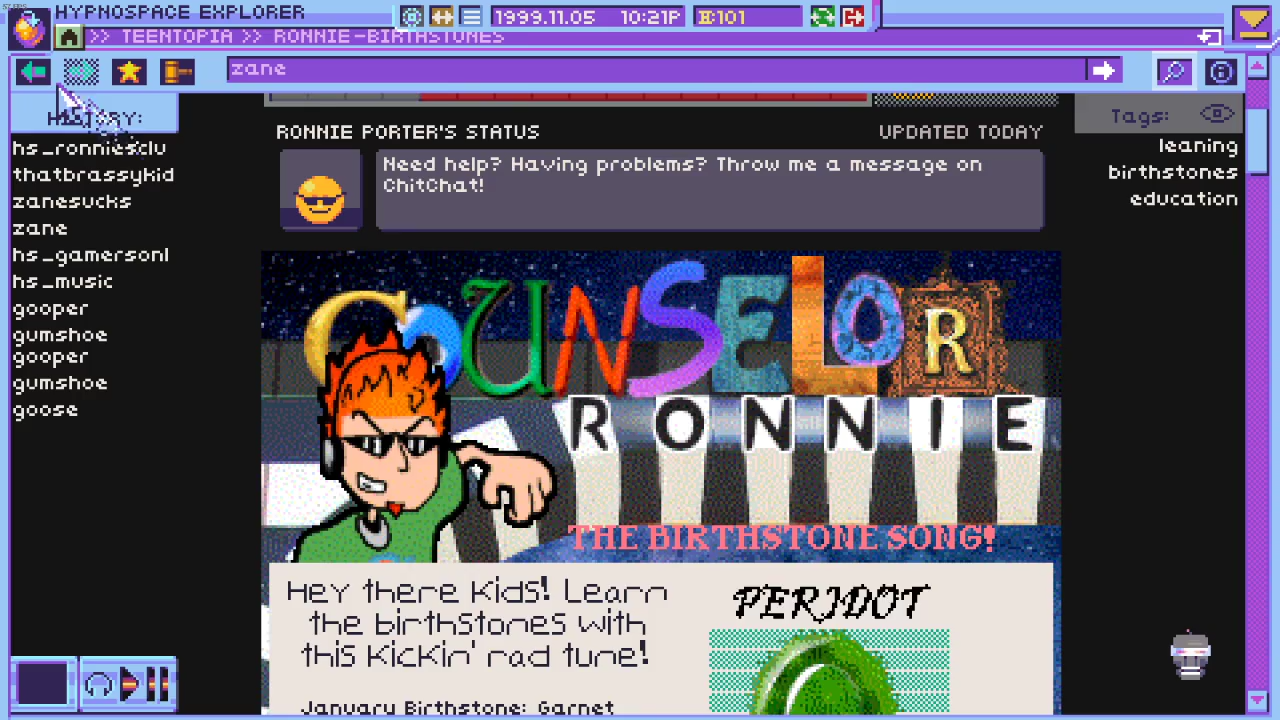 HYPNOSPACE EXPLORER
1999.11.05 10:21P
101
>> TEENTOPIA >> RONNIE-BIRTHSTONES
zane
HISTORY:
hs_ronniesclu
thatbrassykid
zanesucks
zane
hs_gamersonl
hs_music
gooper
gumshoe
gooper
gumshoe
goose
RONNIE PORTER'S STATUS
UPDATED TODAY
Need help? Having problems? Throw me a message on
ChitChat!
Tags:
leaning
birthstones
education
COUNSELOR
RONNIE
THE BIRTHSTONE SONG!
Hey there kids! Learn
the birthstones with
this kickin' rad tune!
January Birthstone: Garnet
PERIDOT